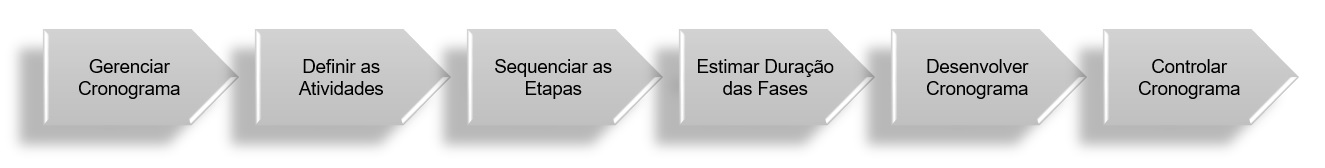 Gerenciar
Cronograma
Definir as
Atividades
Sequenciar as
Etapas
Estimar Duração
das Fases
Desenvolver
Cronograma
Controlar
Cronograma